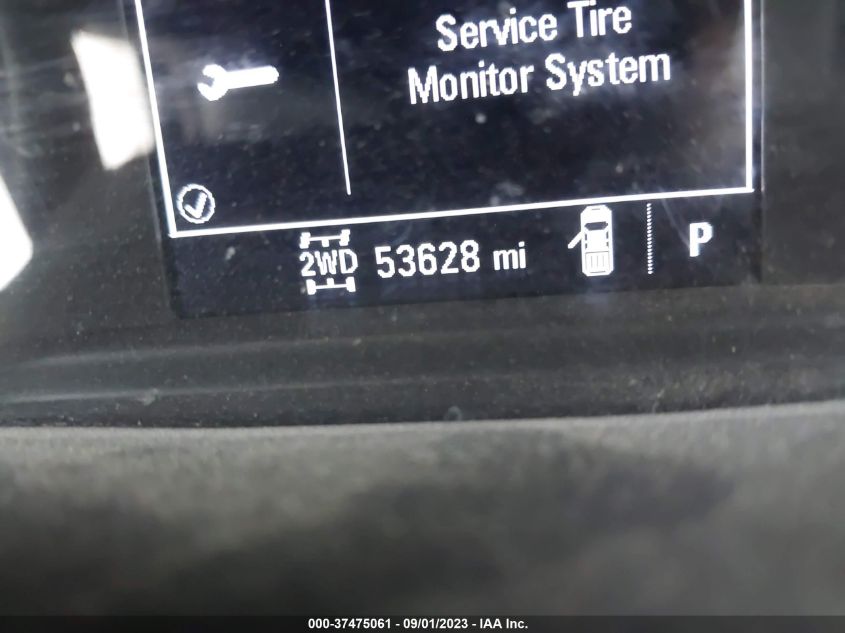 Service Tire
Monitor System
2WD 53628 mi P
000-37475061 - 09/01/2023 - IAA Inc.